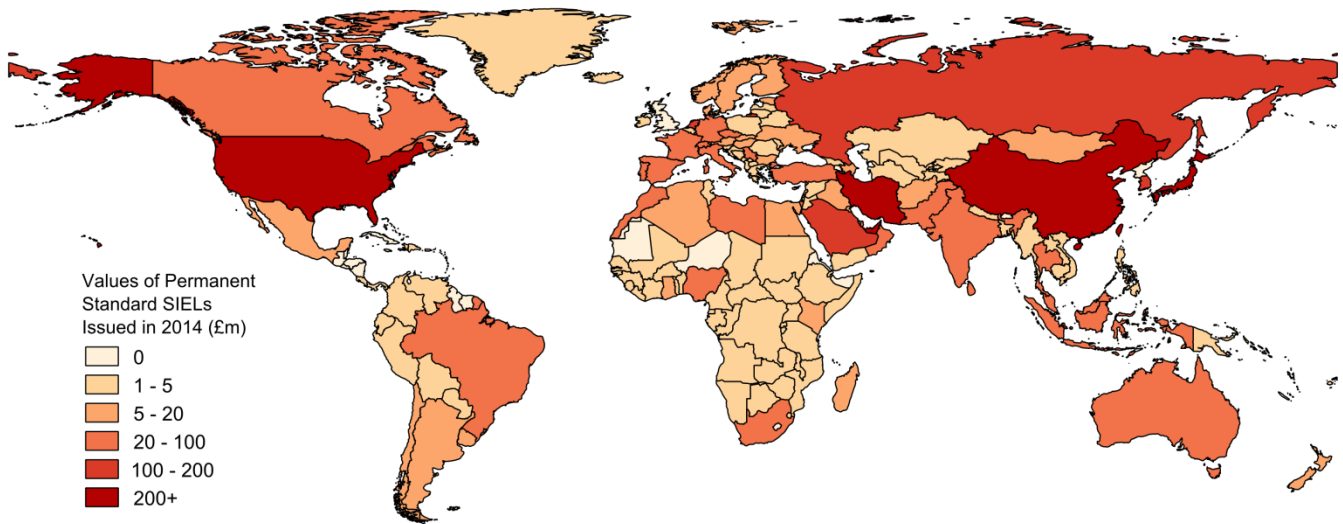 Values of Permanent
Standard SIELs
Issued in 2014 (£m)
0
1 - 5
5 - 20
20 - 100
100 - 200
200+